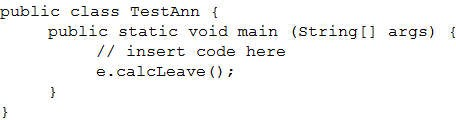 public class TestAnn {
public static void main (String[] args) {
// insert code here
e.calcLeave();
}
}